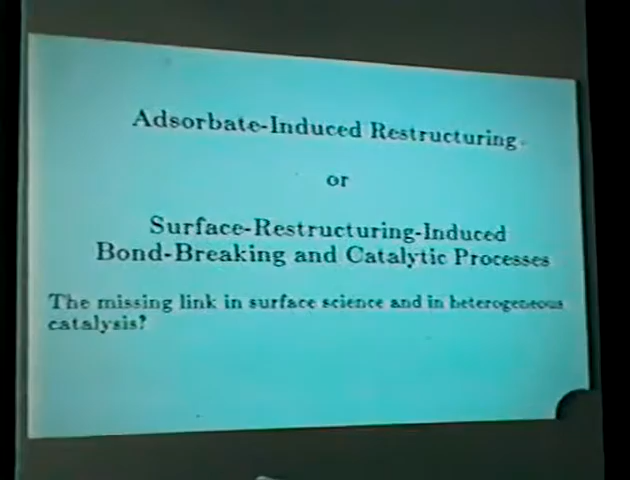 Adsorbate-Induced Restructuring
or
Surface-Restructuring-Induced
Bond-Breaking and Catalytic Processes
The missing link in surface science and in heterogeneous
catalysis?